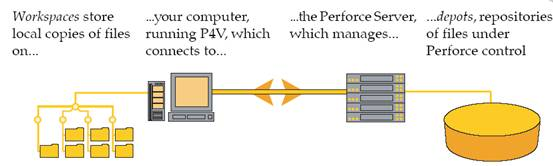 Workspaces store
local copies of files
on...
...your computer,
running P4V, which
connects to...
...the Perforce Server,
which manages...
...depots, repositories
of files under
Perforce control